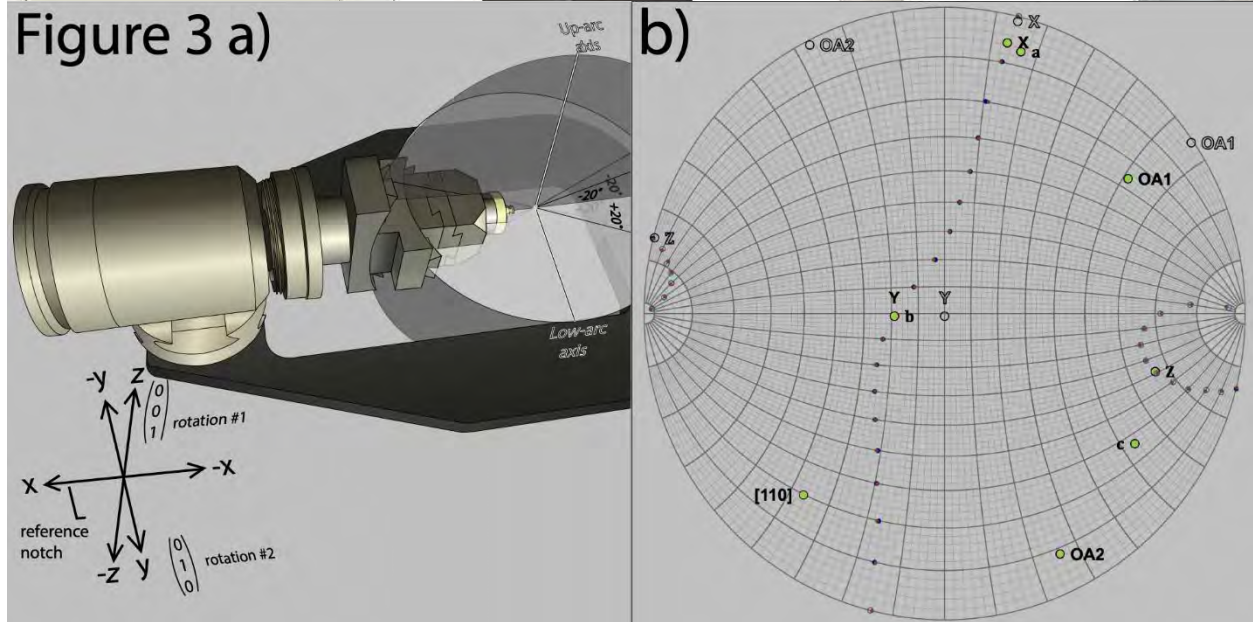 Figure 3 a)
Up-arc
axis
-20°
-20°
+20°
Low-arc
axis
-y
z
0
0
1
rotation #1
x
-x
reference
notch
-z
y
0
1
0
rotation #2
b)
X
OA2
X
a
OA1
OA1
Z
Y
Y
b
Z
c
[110]
OA2